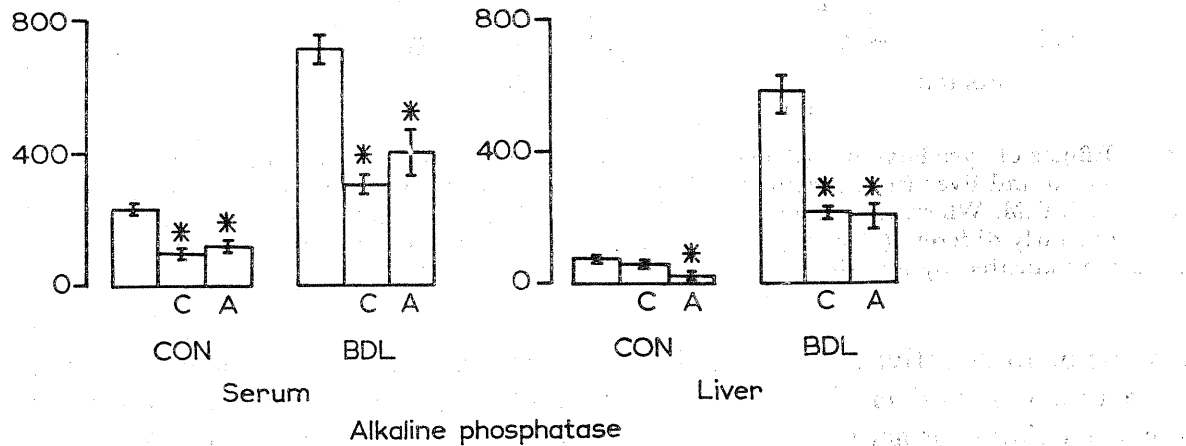 800
400
0
C A
C A
CON BDL
Serum
800
400
0
C A
C A
CON BDL
Liver
Alkaline phosphatase